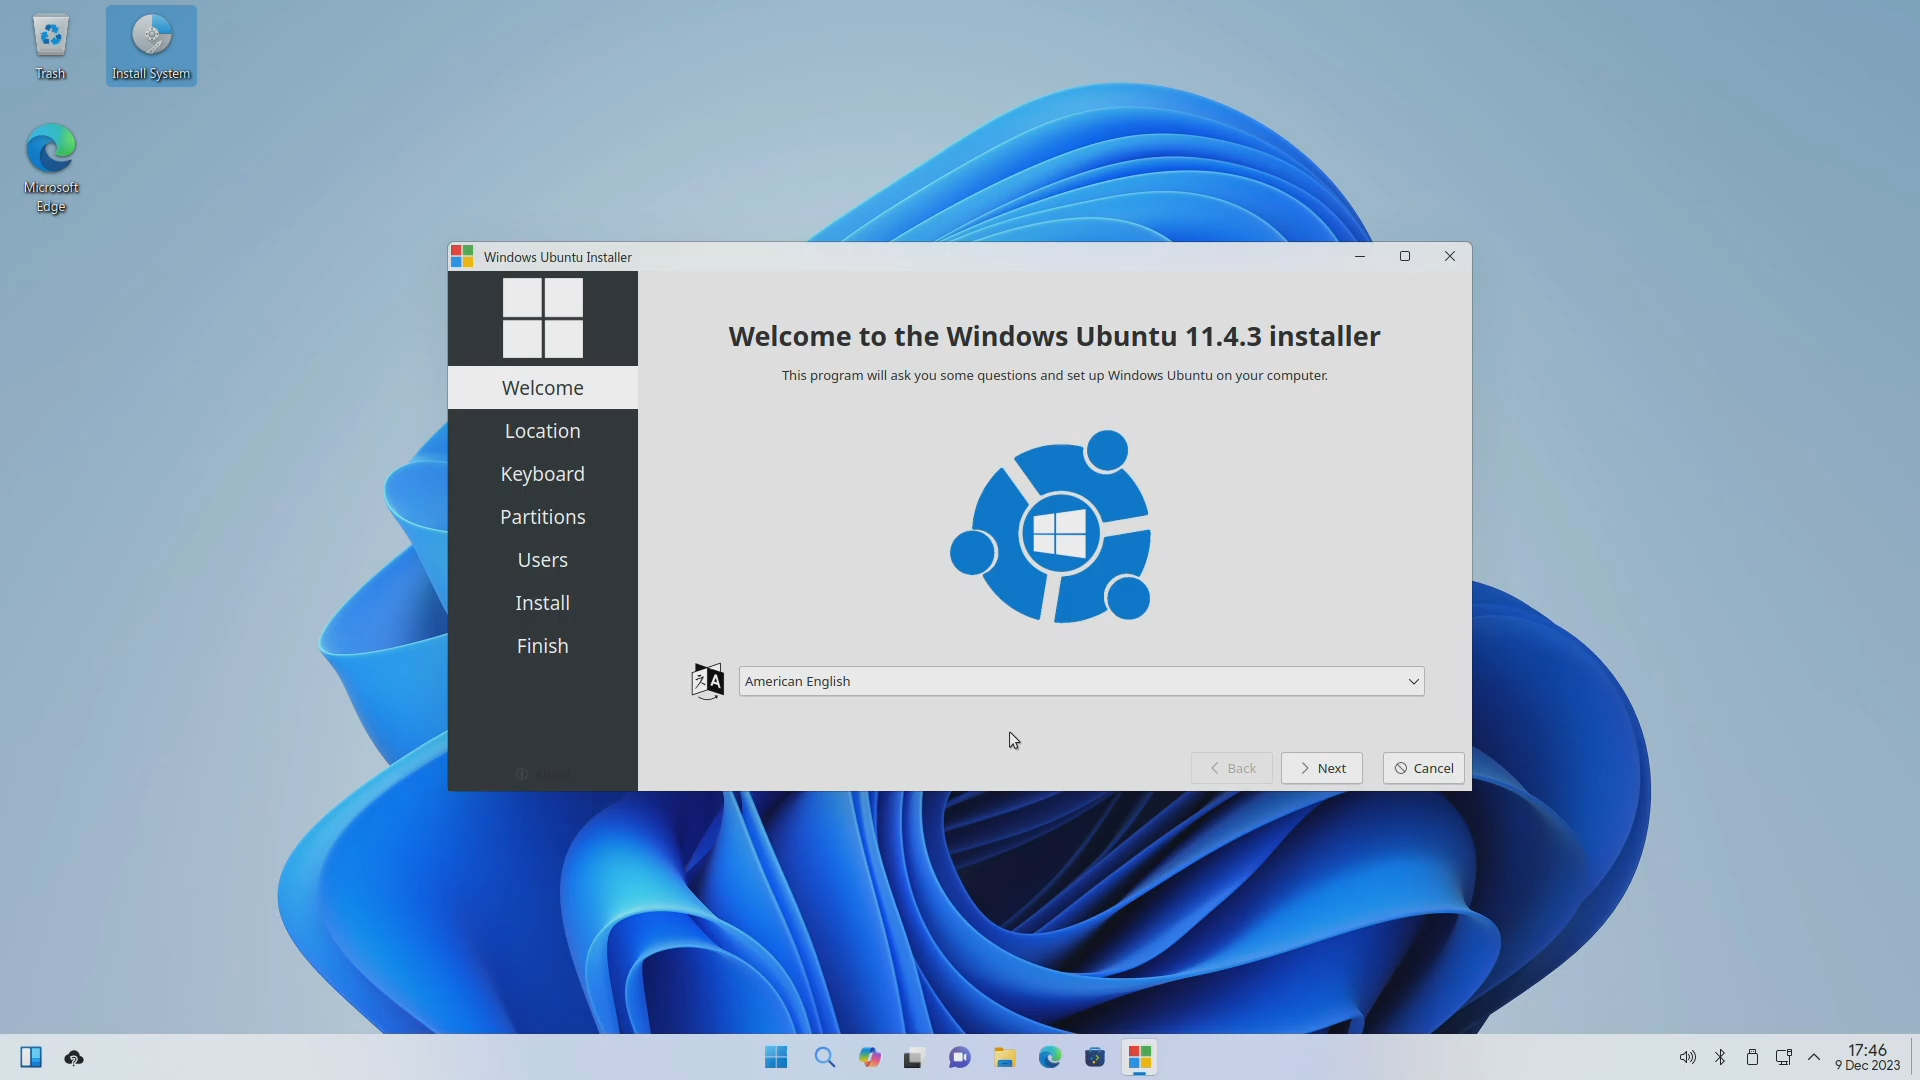 Trash
Install System
Microsoft
Edge
Windows Ubuntu Installer
Welcome
Location
Keyboard
Partitions
Users
Install
Finish
Welcome to the Windows Ubuntu 11.4.3 installer
This program will ask you some questions and set up Windows Ubuntu on your computer.
American English
Back
Next
Cancel
17:46
9 Dec 2023